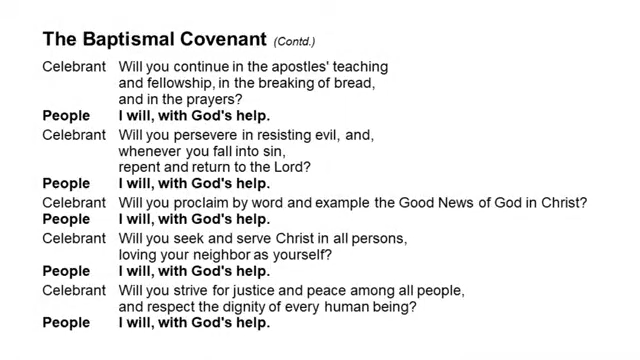 The Baptismal Covenant (Contd.)
Celebrant Will you continue in the apostles' teaching
and fellowship, in the breaking of bread,
and in the prayers?
People I will, with God's help.
Celebrant Will you persevere in resisting evil, and,
whenever you fall into sin,
repent and return to the Lord?
People I will, with God's help.
Celebrant Will you proclaim by word and example the Good News of God in Christ?
People I will, with God's help.
Celebrant Will you seek and serve Christ in all persons,
loving your neighbor as yourself?
People I will, with God's help.
Celebrant Will you strive for justice and peace among all people,
and respect the dignity of every human being?
People I will, with God's help.